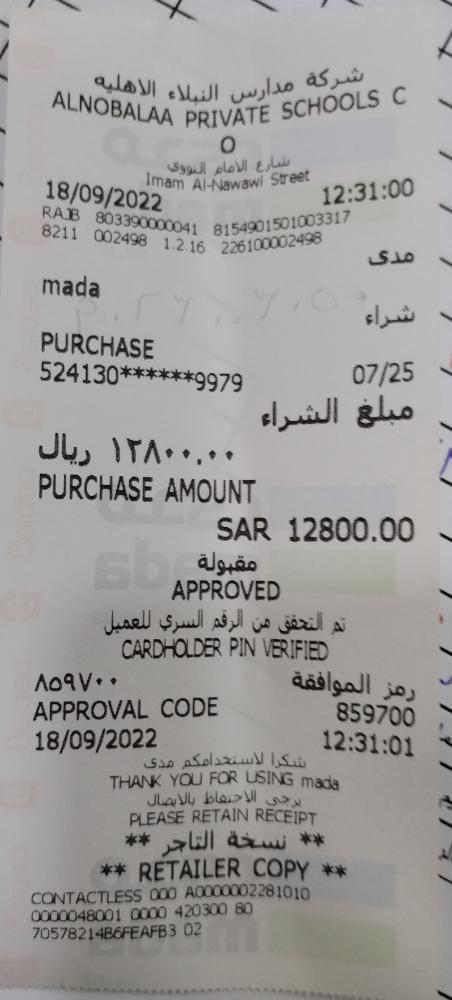 شركة مدارس النبلاء الاهليه
ALNOBALAA PRIVATE SCHOOLS C
O
شارع الامام النووي
Imam Al-Nawawi Street
18/09/2022 12:31:00
RAJB 803390000041 8154901501003317
8211 002498 1.2.16 226100002498
مدى
mada
شراء
PURCHASE
524130******9979 07/25
مبلغ الشراء
١٢٨٠٠.٠٠ ريال
PURCHASE AMOUNT
SAR 12800.00
مقبولة
APPROVED
تم التحقق من الرقم السري للعميل
CARDHOLDER PIN VERIFIED
رمز الموافقة ٨٥٩٧٠٠
APPROVAL CODE 859700
18/09/2022 12:31:01
شكرا لاستخدامكم مدى
THANK YOU FOR USING mada
يرجى الاحتفاظ بالايصال
PLEASE RETAIN RECEIPT
** نسخة التاجر **
** RETAILER COPY **
CONTACTLESS 000 A0000002281010
0000048001 0000 420300 80
70578214B6FEAFB3 02